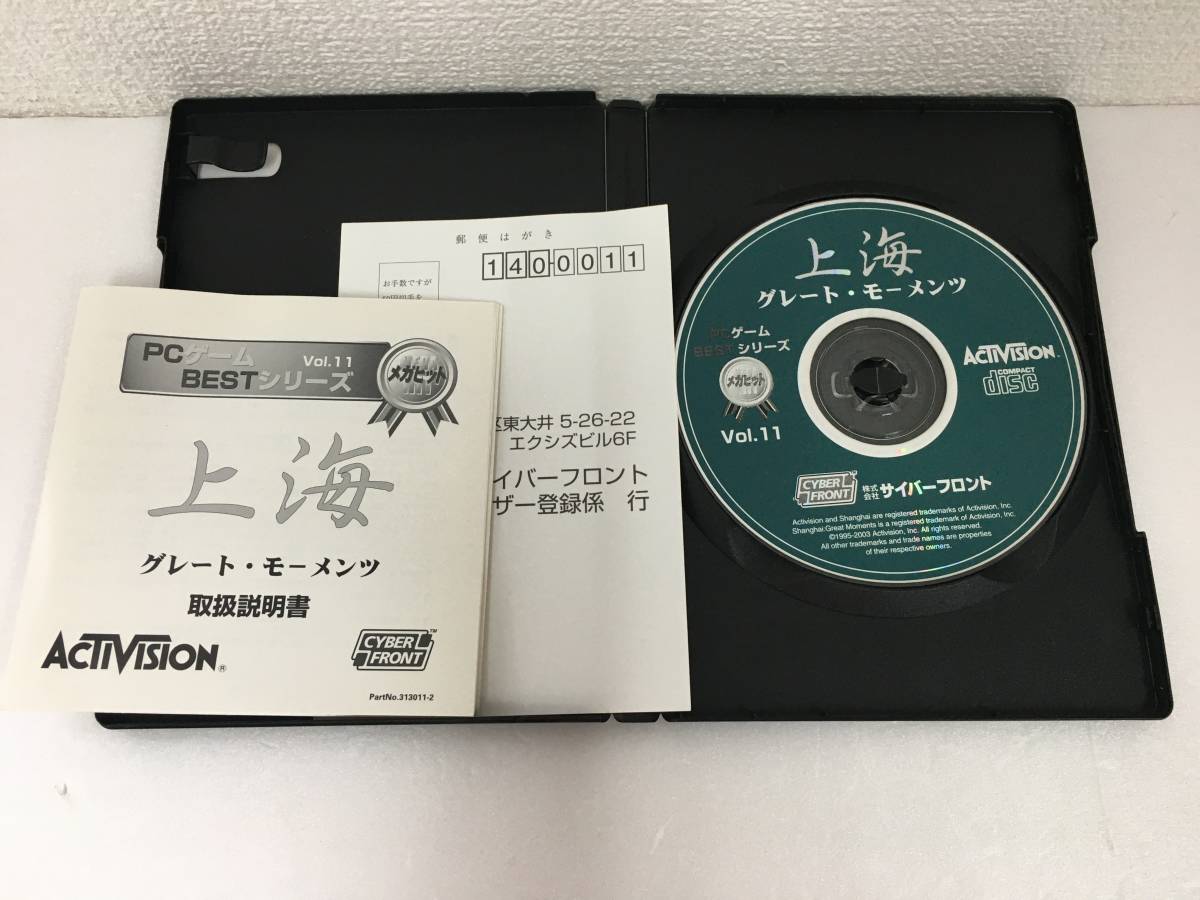 郵便はがき
140-0011
お手数ですが
50円切手を
区東大井 5-26-22
エクシズビル6F
イバーフロント
ザー登録係 行
PCゲーム
BESTシリーズ
Vol.11
メガヒット
上海
グレート・モーメンツ
取扱説明書
ACTIVISION®
CYBER FRONT™
PartNo.313011-2
上海
グレート・モーメンツ
PCゲーム
BESTシリーズ
メガヒット
Vol.11
ACTIVISION
COMPACT
disc
CYBER FRONT
株式会社サイバーフロント
Activision and Shanghai are registered trademarks of Activision, Inc.
Shanghai:Great Moments is a registered trademark of Activision, Inc.
©1995-2003 Activision, Inc. All rights reserved.
All other trademarks and trade names are properties
of their respective owners.